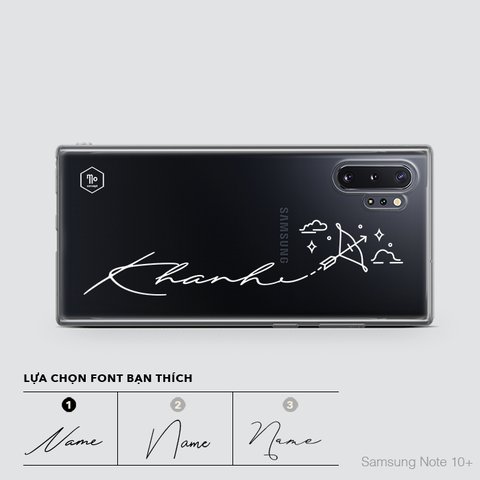 SAMSUNG
Khanh
LỰA CHỌN FONT BẠN THÍCH
1 2 3
Name Name Name
Samsung Note 10+